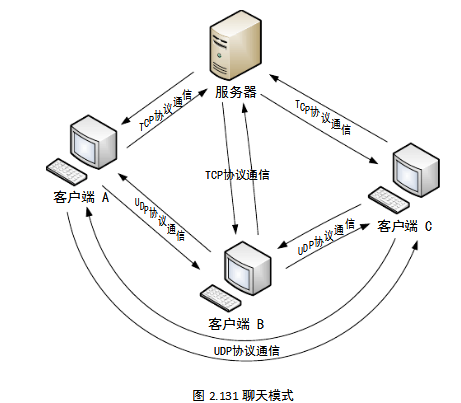 服务器
TCP协议通信
TCP协议通信
TCP协议通信
客户端 A
客户端 C
UDP协议通信
UDP协议通信
客户端 B
UDP协议通信
图 2.131 聊天模式